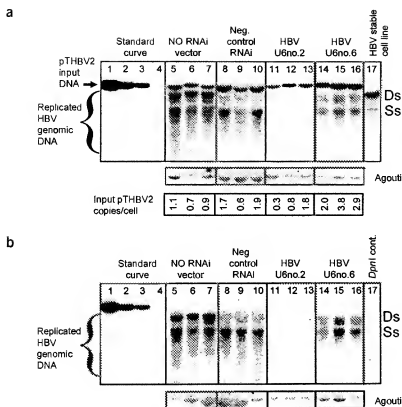 a
Standard curve
NO RNAi vector
Neg. control RNAi
HBV U6no.2
HBV U6no.6
HBV stable cell line
pTHBV2 input DNA
1 2 3 4 5 6 7 8 9 10 11 12 13 14 15 16 17
Replicated HBV genomic DNA
Ds
Ss
Agouti
Input pTHBV2 copies/cell
1.1 0.7 0.9 1.7 0.6 1.9 0.3 0.8 1.8 2.0 3.8 2.9
b
Standard curve
NO RNAi vector
Neg control RNAI
HBV U6no.2
HBV U6no.6
DpnI cont.
1 2 3 4 5 6 7 8 9 10 11 12 13 14 15 16 17
Replicated HBV genomic DNA
Ds
Ss
Agouti